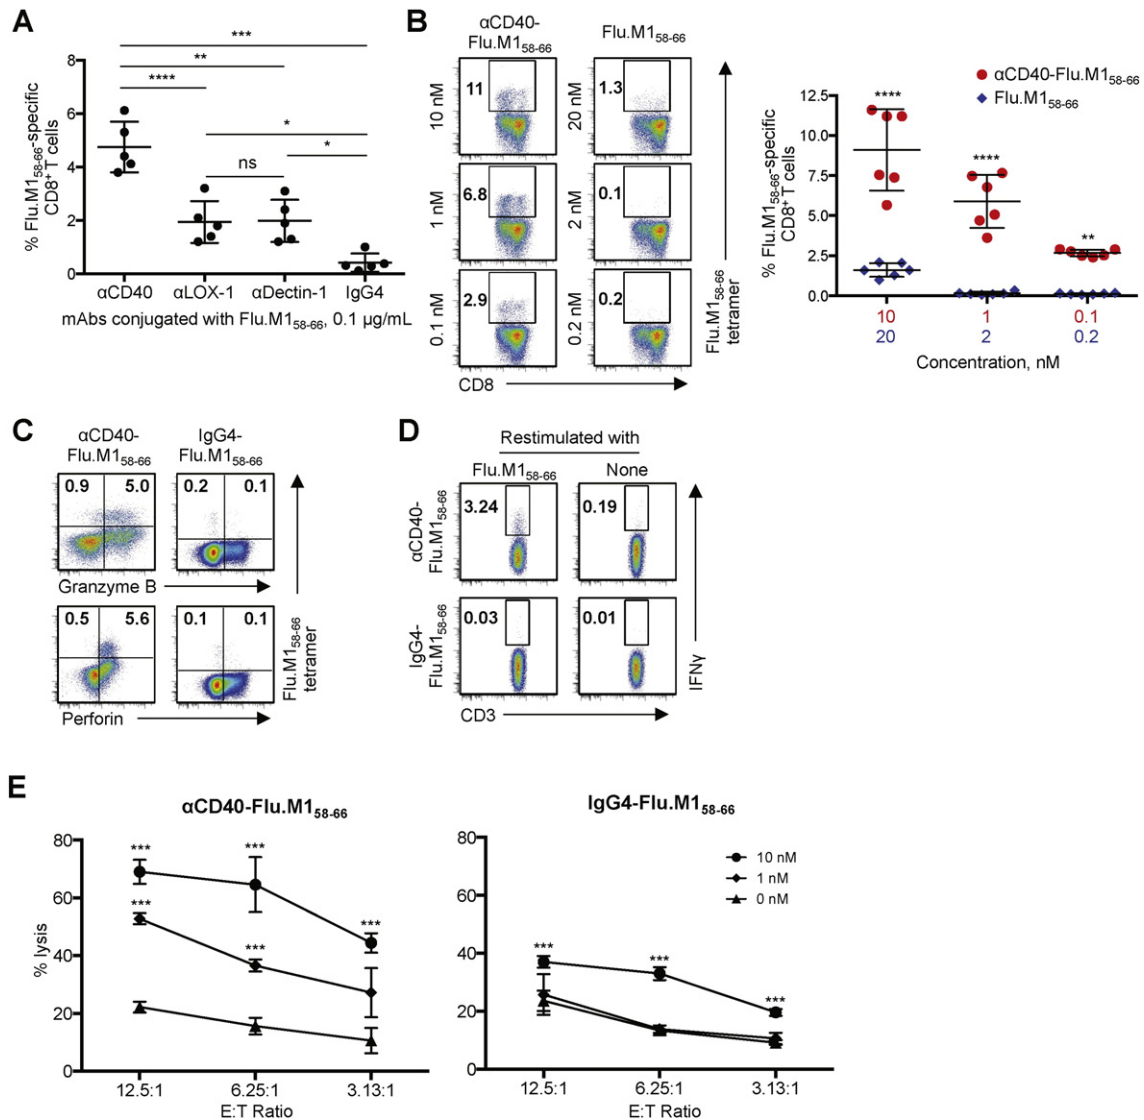 A
***
**
****
*
*
ns
8
6
4
2
0
% Flu.M1₅₈₋₆₆-specific
CD8⁺ T cells
αCD40 αLOX-1 αDectin-1 IgG4
mAbs conjugated with Flu.M1₅₈₋₆₆, 0.1 µg/mL
B
αCD40-
Flu.M1₅₈₋₆₆
Flu.M1₅₈₋₆₆
10 nM 11
20 nM 1.3
1 nM 6.8
2 nM 0.1
0.1 nM 2.9
0.2 nM 0.2
CD8
Flu.M1₅₈₋₆₆
tetramer
αCD40-Flu.M1₅₈₋₆₆
Flu.M1₅₈₋₆₆
12.5
10.0
7.5
5.0
2.5
0.0
% Flu.M1₅₈₋₆₆-specific
CD8⁺ T cells
****
****
**
10 1 0.1
20 2 0.2
Concentration, nM
C
αCD40-
Flu.M1₅₈₋₆₆
IgG4-
Flu.M1₅₈₋₆₆
0.9 5.0 0.2 0.1
Granzyme B
0.5 5.6 0.1 0.1
Perforin
Flu.M1₅₈₋₆₆
tetramer
D
Restimulated with
Flu.M1₅₈₋₆₆ None
αCD40-
Flu.M1₅₈₋₆₆
3.24 0.19
IgG4-
Flu.M1₅₈₋₆₆
0.03 0.01
CD3
IFNγ
E
αCD40-Flu.M1₅₈₋₆₆
80
60
40
20
0
% lysis
*** *** ***
*** ***
12.5:1 6.25:1 3.13:1
E:T Ratio
IgG4-Flu.M1₅₈₋₆₆
80
60
40
20
0
10 nM
1 nM
0 nM
*** *** ***
12.5:1 6.25:1 3.13:1
E:T Ratio